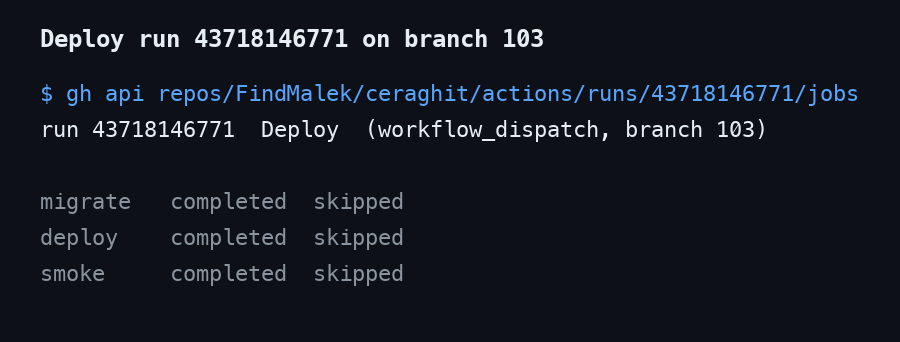 Deploy run 43718146771 on branch 103
$ gh api repos/FindMalek/ceraghit/actions/runs/43718146771/jobs
run 43718146771  Deploy  (workflow_dispatch, branch 103)
migrate   completed  skipped
deploy    completed  skipped
smoke     completed  skipped